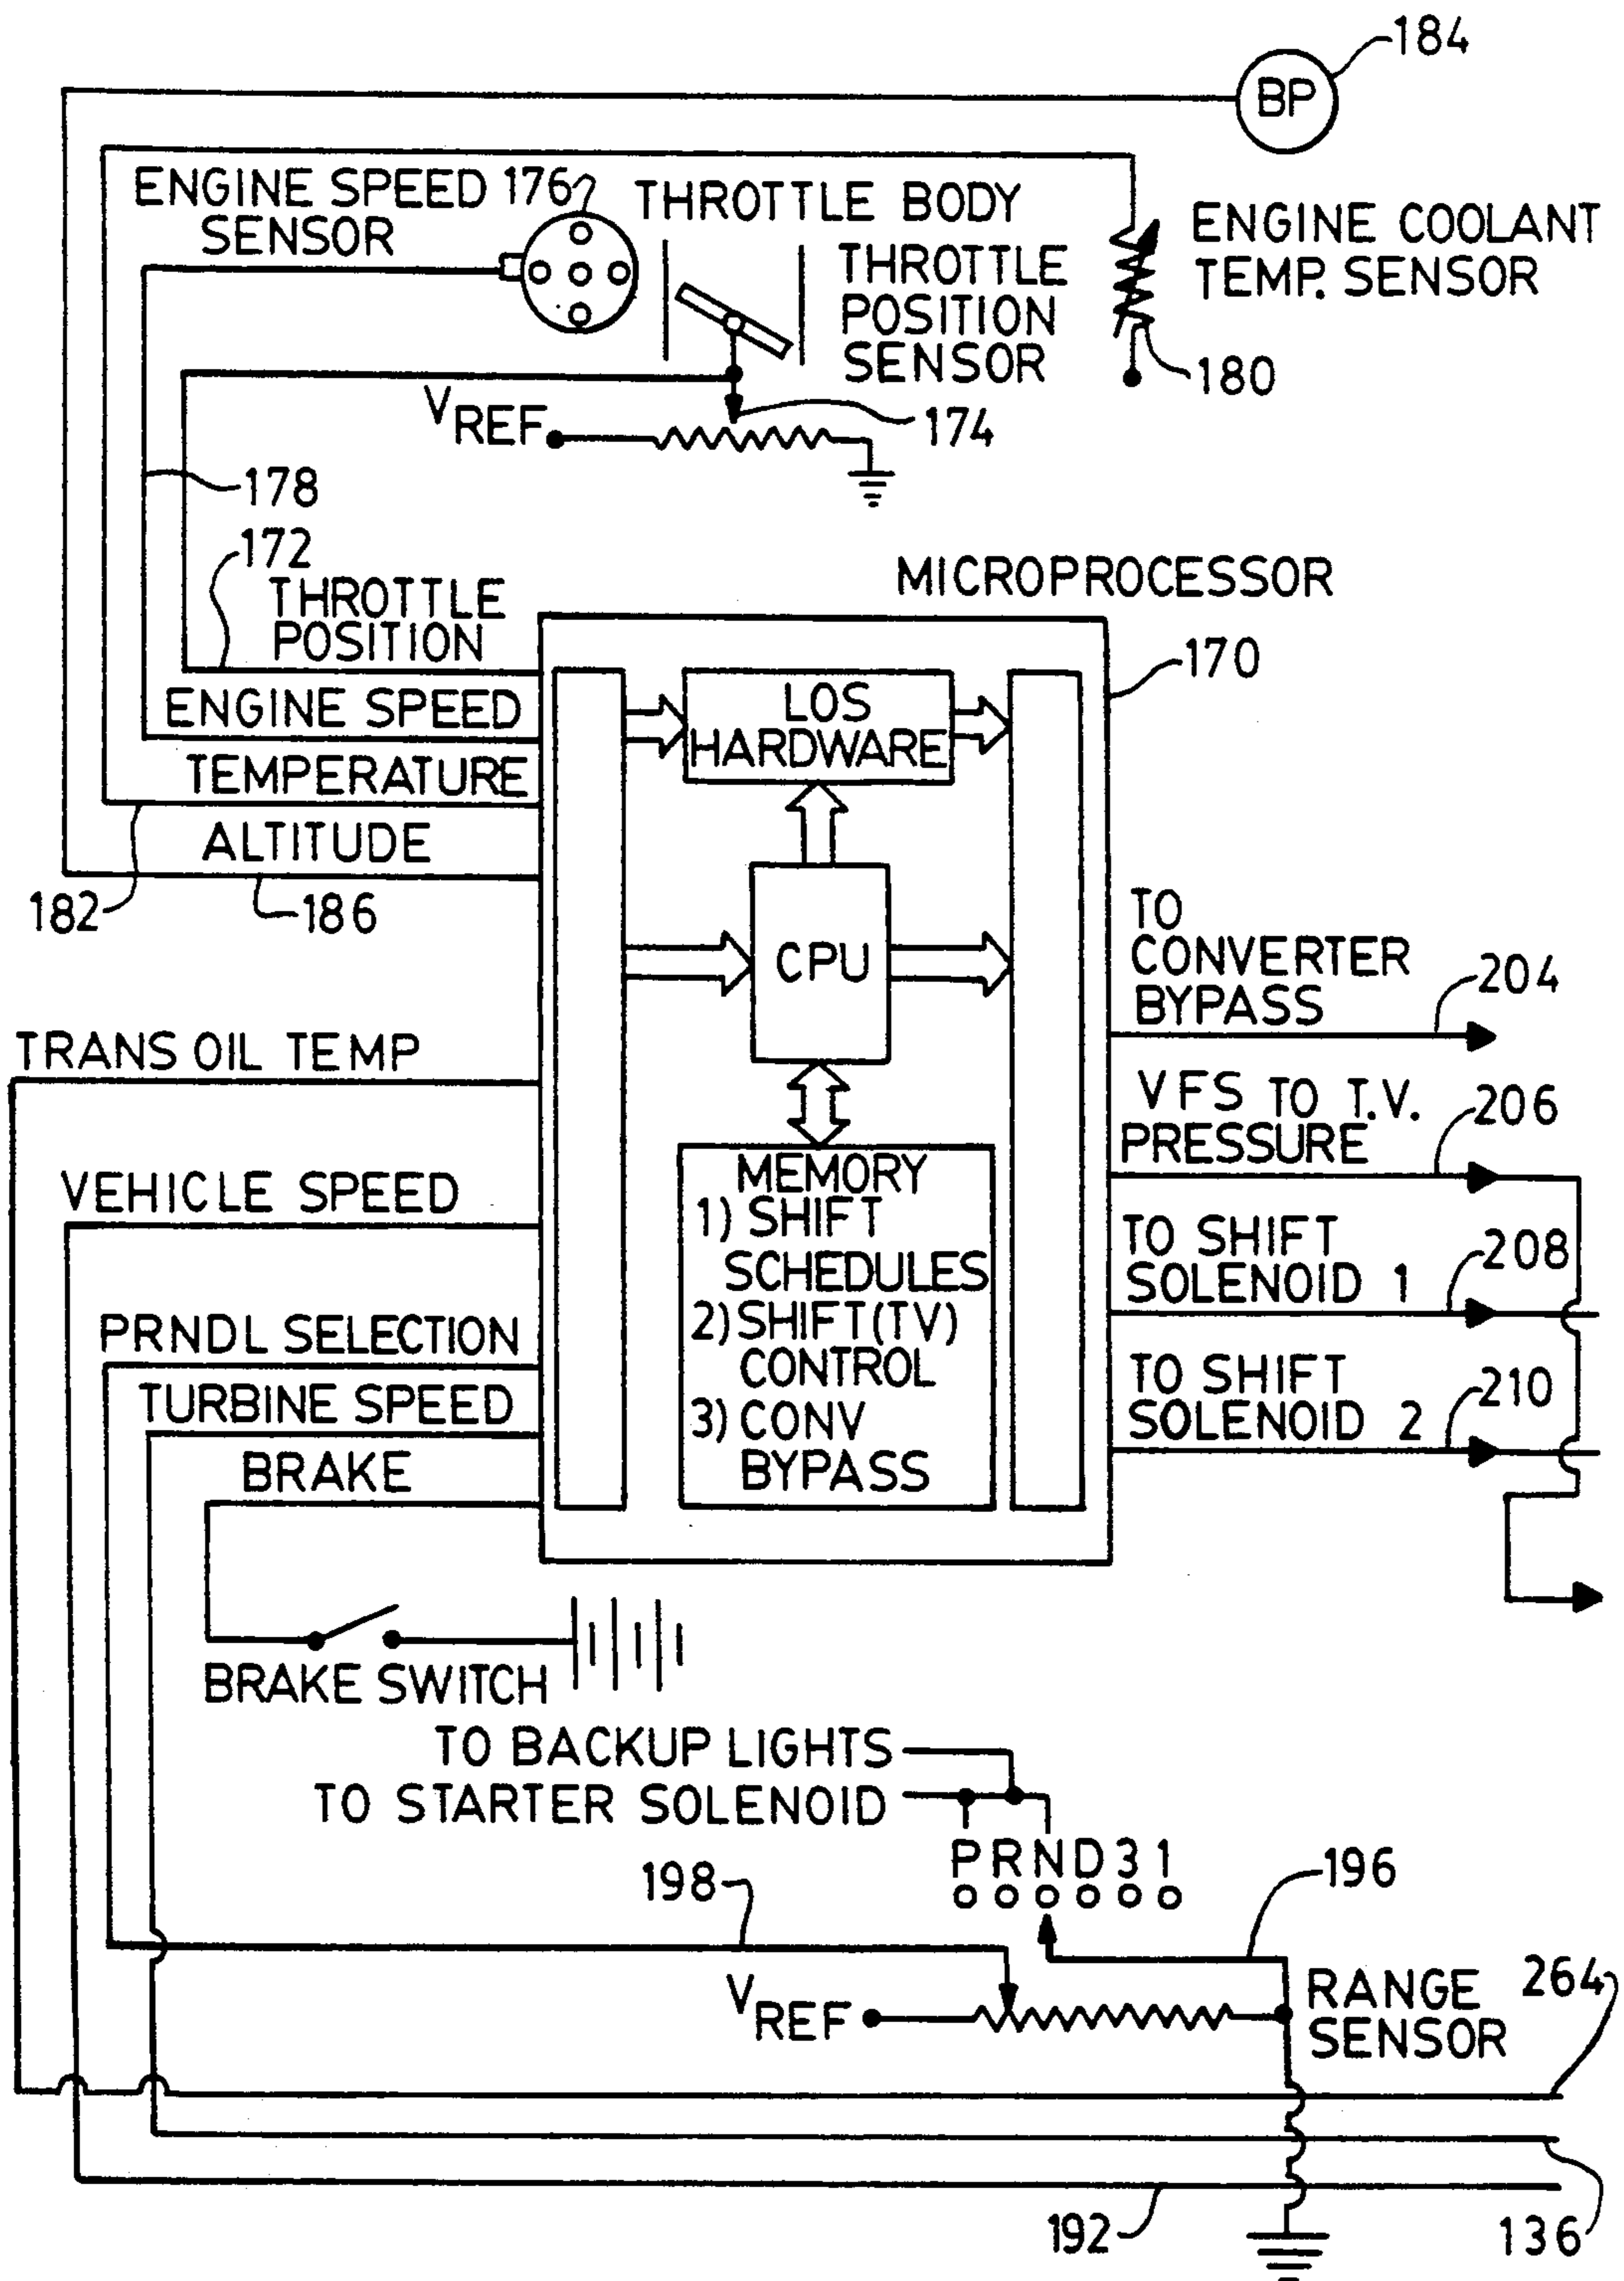 184
BP
ENGINE SPEED
SENSOR
176
THROTTLE BODY
THROTTLE
POSITION
SENSOR
ENGINE COOLANT
TEMP. SENSOR
180
VREF
174
178
172
THROTTLE
POSITION
MICROPROCESSOR
170
ENGINE SPEED
TEMPERATURE
ALTITUDE
182
186
LOS
HARDWARE
CPU
TO
CONVERTER
BYPASS
204
TRANS OIL TEMP
VFS TO T.V.
PRESSURE
206
VEHICLE SPEED
MEMORY
1) SHIFT
SCHEDULES
2) SHIFT(TV)
CONTROL
3) CONV
BYPASS
TO SHIFT
SOLENOID 1
208
PRNDL SELECTION
TO SHIFT
SOLENOID 2
210
TURBINE SPEED
BRAKE
BRAKE SWITCH
TO BACKUP LIGHTS
TO STARTER SOLENOID
P R N D 3 1
198
196
VREF
RANGE
SENSOR
264
192
136